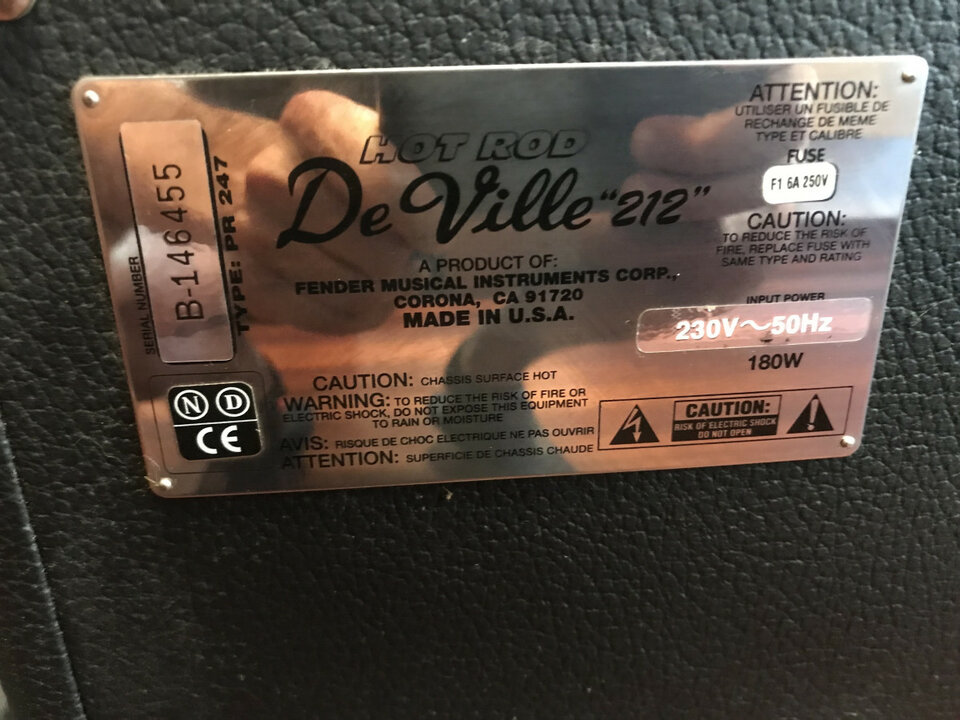 SERIAL NUMBER
B-146455
TYPE: PR 247
HOT ROD
De Ville "212"
A PRODUCT OF:
FENDER MUSICAL INSTRUMENTS CORP.,
CORONA, CA 91720
MADE IN U.S.A.
ATTENTION:
UTILISER UN FUSIBLE DE
RECHANGE DE MEME
TYPE ET CALIBRE
FUSE
F1 6A 250V
CAUTION:
TO REDUCE THE RISK OF
FIRE, REPLACE FUSE WITH
SAME TYPE AND RATING
INPUT POWER
230V~50Hz
180W
N D
CE
CAUTION: CHASSIS SURFACE HOT
WARNING: TO REDUCE THE RISK OF FIRE OR
ELECTRIC SHOCK, DO NOT EXPOSE THIS EQUIPMENT
TO RAIN OR MOISTURE
AVIS: RISQUE DE CHOC ELECTRIQUE NE PAS OUVRIR
ATTENTION: SUPERFICIE DE CHASSIS CHAUDE
CAUTION:
RISK OF ELECTRIC SHOCK
DO NOT OPEN